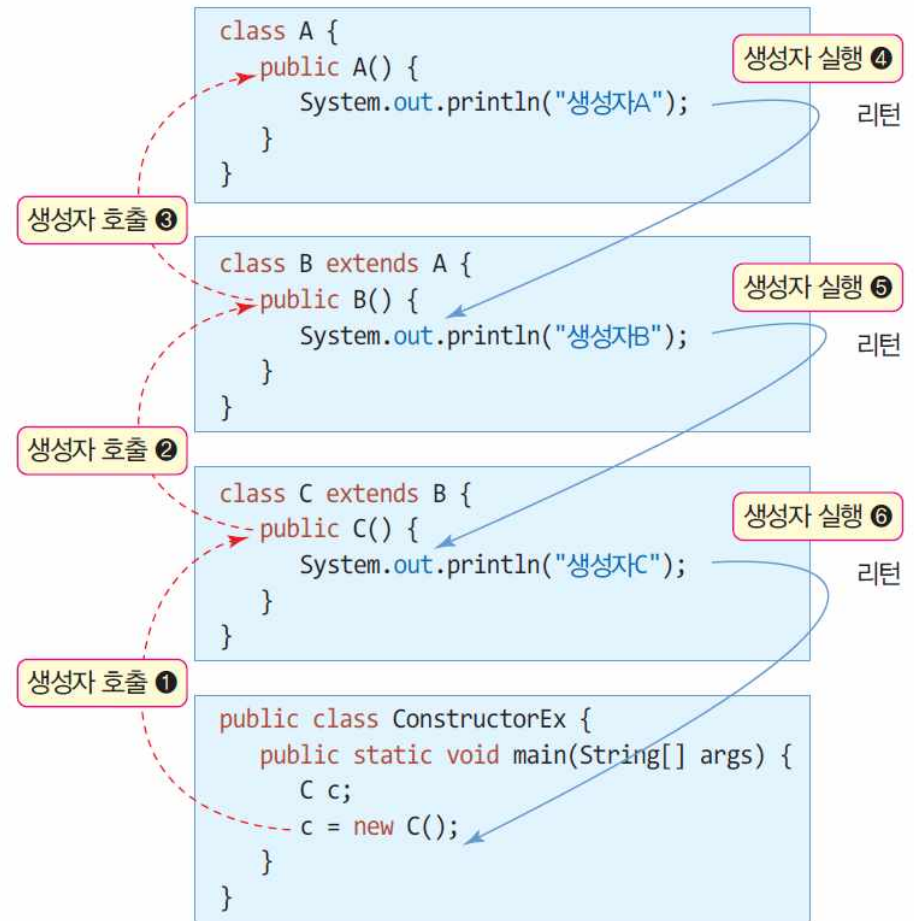 class A {
public A() {
System.out.println("생성자A");
}
}
생성자 실행 ❹
리턴
생성자 호출 ❸
class B extends A {
public B() {
System.out.println("생성자B");
}
}
생성자 실행 ❺
리턴
생성자 호출 ❷
class C extends B {
public C() {
System.out.println("생성자C");
}
}
생성자 실행 ❻
리턴
생성자 호출 ❶
public class ConstructorEx {
public static void main(String[] args) {
C c;
c = new C();
}
}